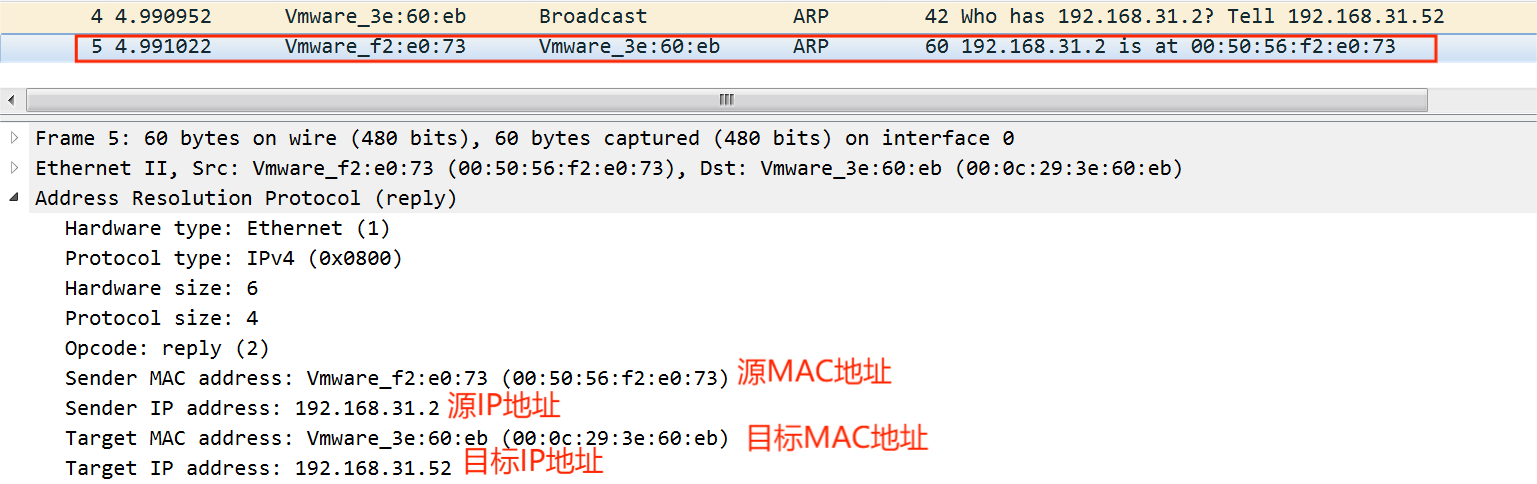 4 4.990952 Vmware_3e:60:eb Broadcast ARP 42 Who has 192.168.31.2? Tell 192.168.31.52
5 4.991022 Vmware_f2:e0:73 Vmware_3e:60:eb ARP 60 192.168.31.2 is at 00:50:56:f2:e0:73
Frame 5: 60 bytes on wire (480 bits), 60 bytes captured (480 bits) on interface 0
Ethernet II, Src: Vmware_f2:e0:73 (00:50:56:f2:e0:73), Dst: Vmware_3e:60:eb (00:0c:29:3e:60:eb)
Address Resolution Protocol (reply)
Hardware type: Ethernet (1)
Protocol type: IPv4 (0x0800)
Hardware size: 6
Protocol size: 4
Opcode: reply (2)
Sender MAC address: Vmware_f2:e0:73 (00:50:56:f2:e0:73) 源MAC地址
Sender IP address: 192.168.31.2 源IP地址
Target MAC address: Vmware_3e:60:eb (00:0c:29:3e:60:eb) 目标MAC地址
Target IP address: 192.168.31.52 目标IP地址